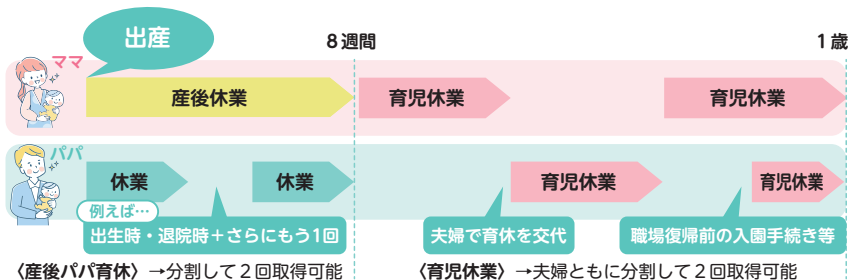 出産
8週間
1歳
ママ
産後休業
育児休業
育児休業
パパ
休業
休業
育児休業
育児休業
例えば…
出生時・退院時＋さらにもう1回
夫婦で育休を交代
職場復帰前の入園手続き等
〈産後パパ育休〉→分割して2回取得可能
〈育児休業〉→夫婦ともに分割して2回取得可能